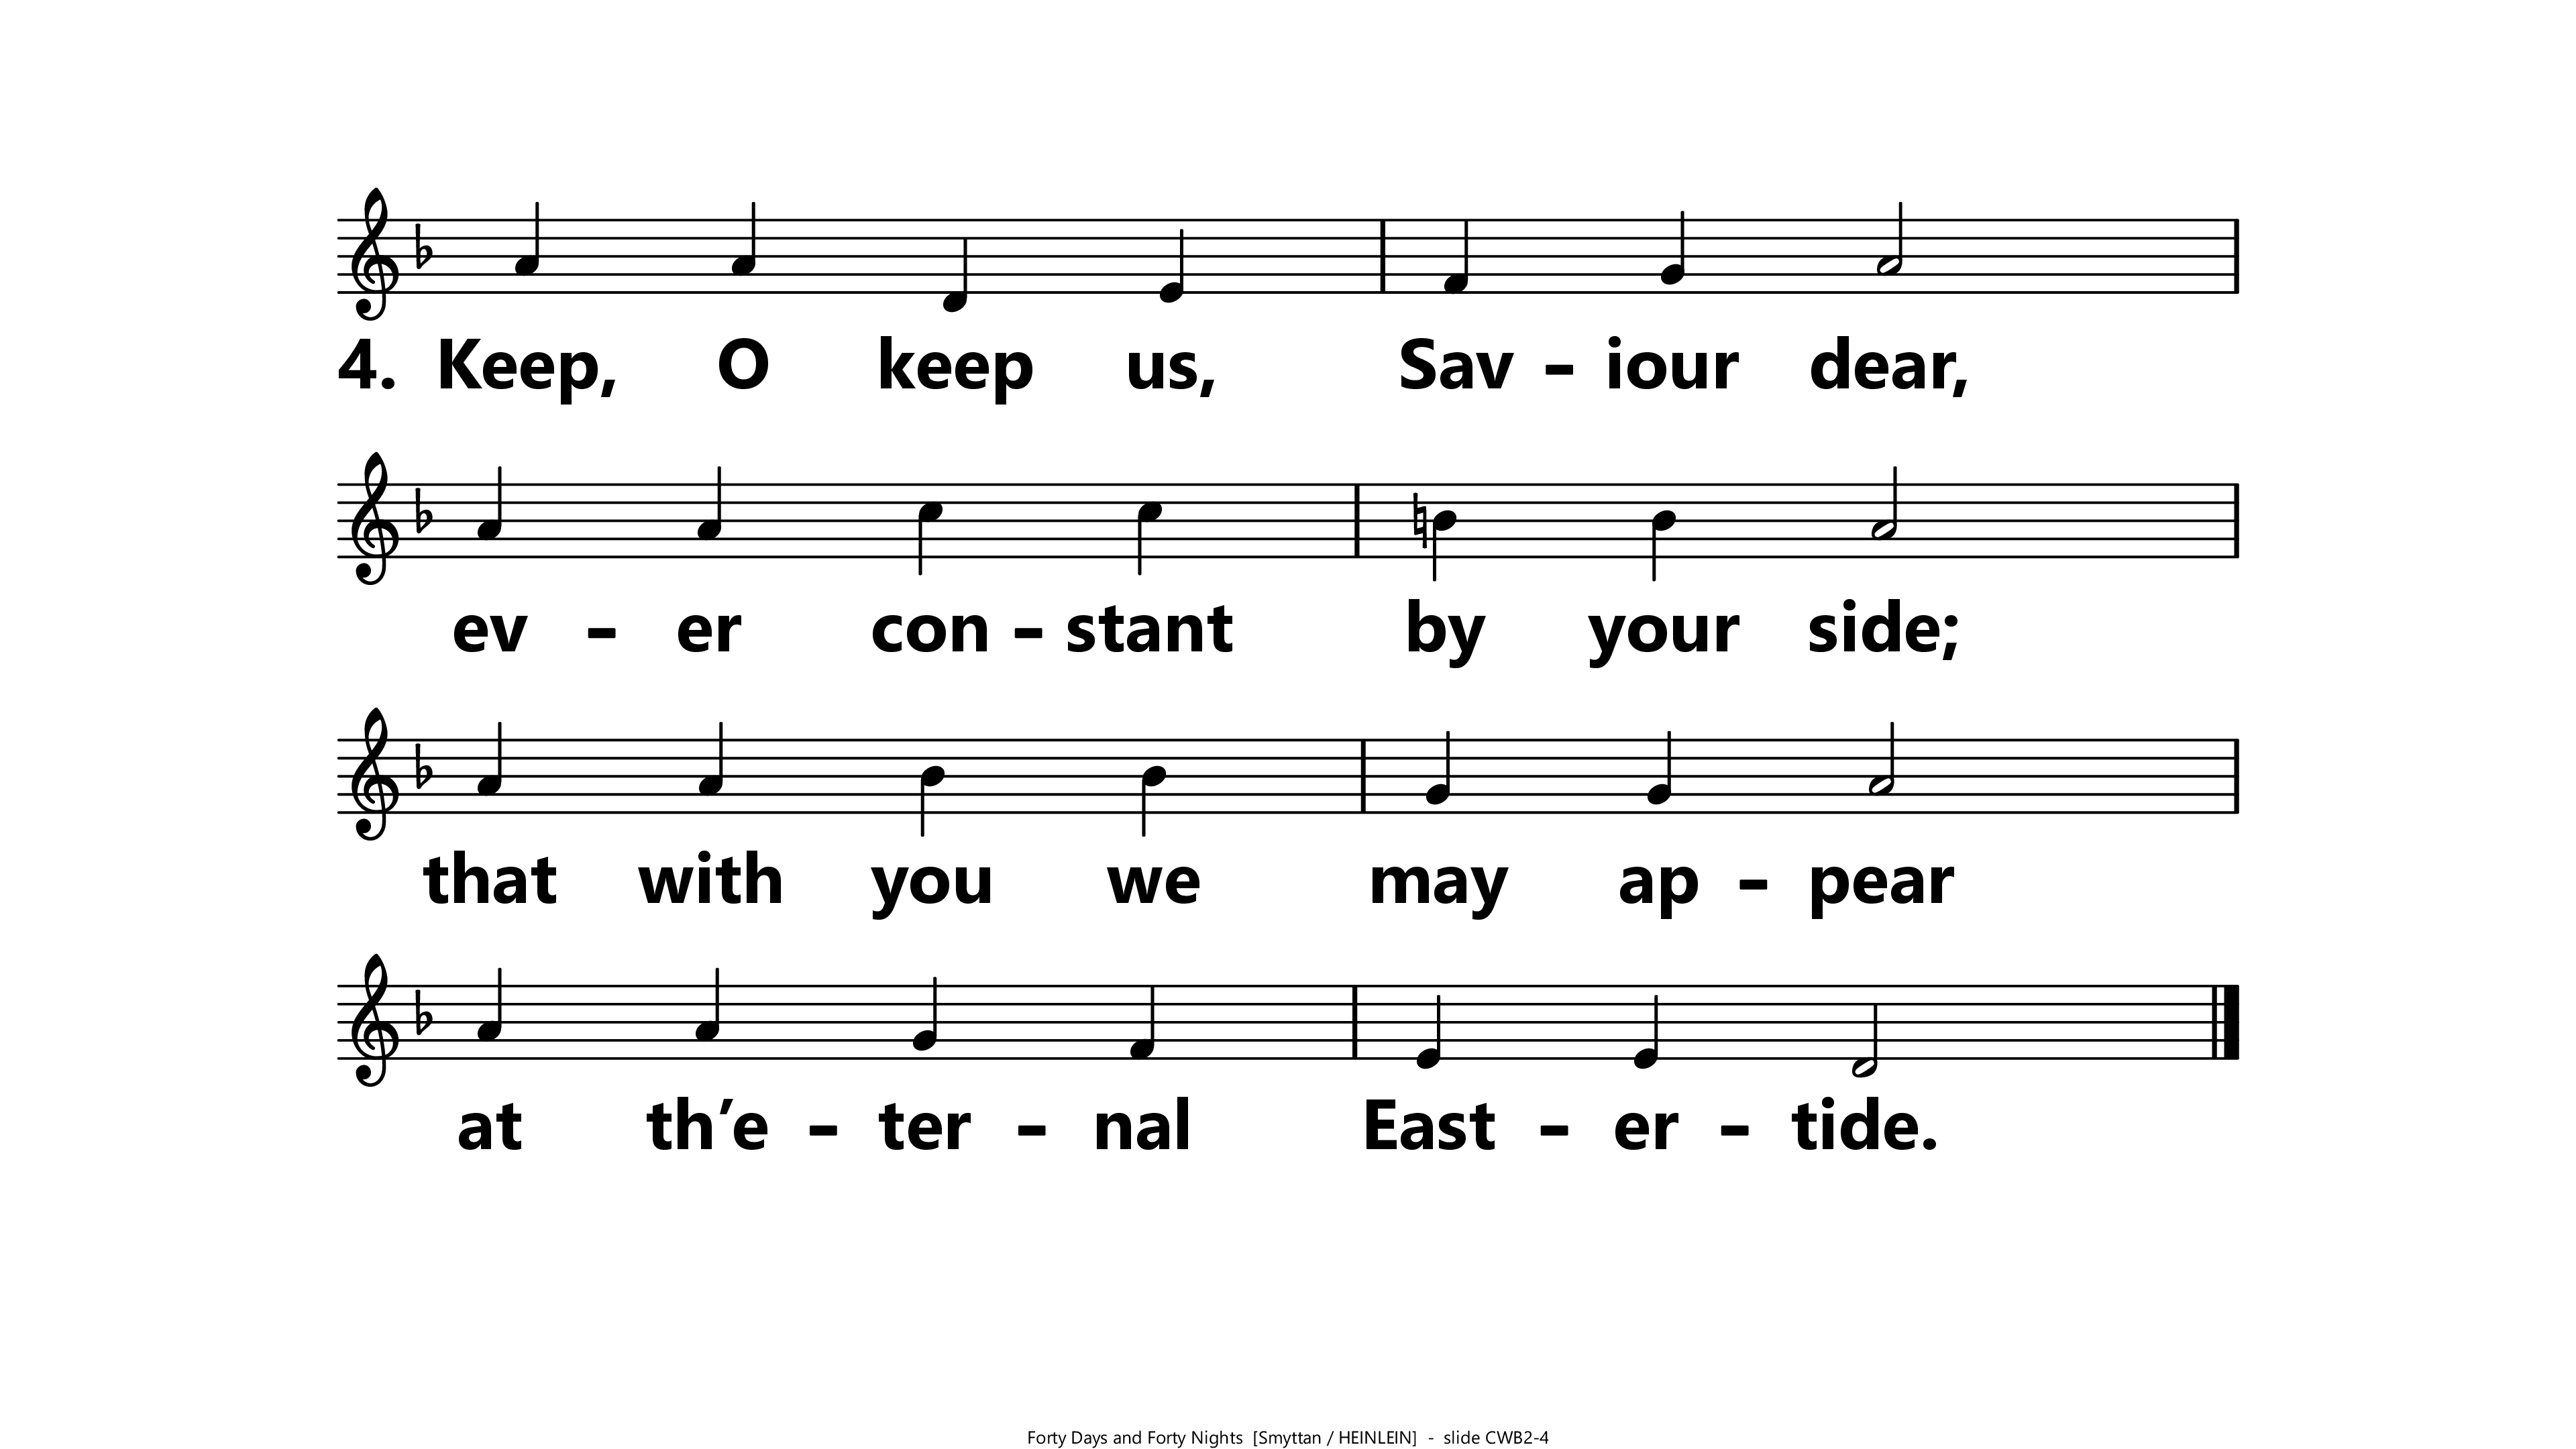 4. Keep, O keep us, Sav - iour dear,
ev - er con - stant by your side;
that with you we may ap - pear
at th’e - ter - nal East - er - tide.
Forty Days and Forty Nights [Smyttan / HEINLEIN] - slide CWB2-4